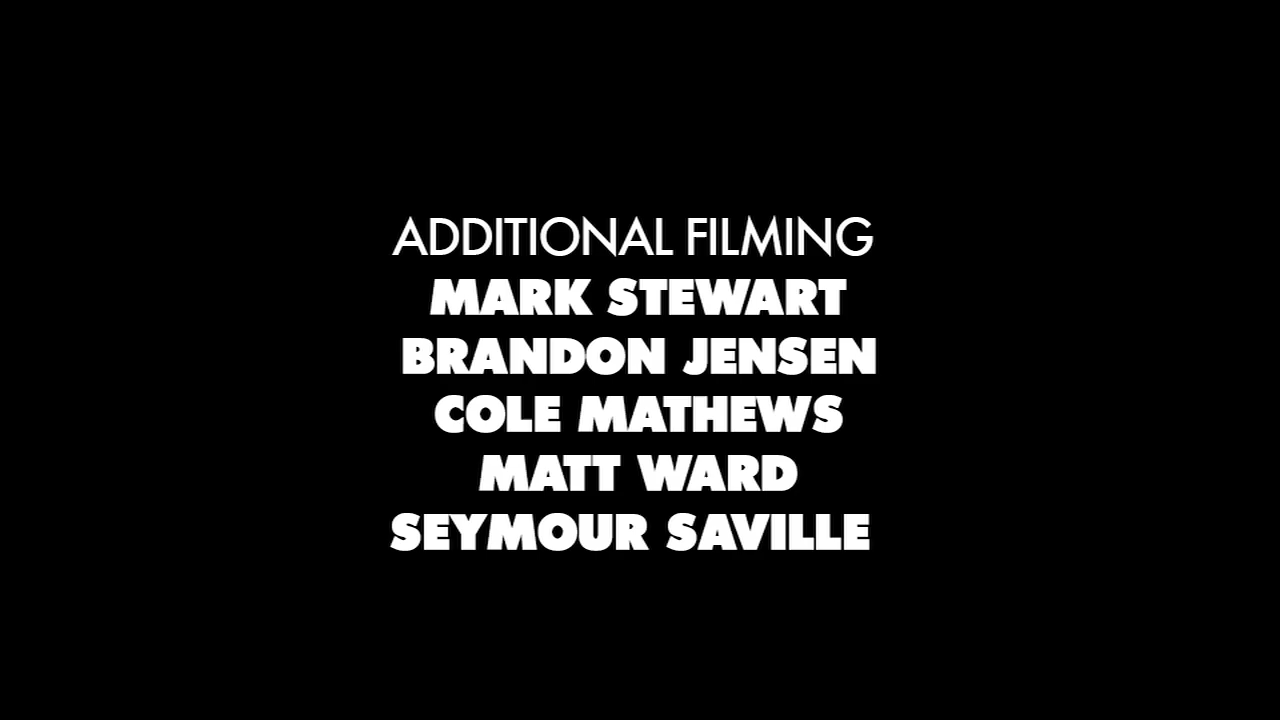 ADDITIONAL FILMING
MARK STEWART
BRANDON JENSEN
COLE MATHEWS
MATT WARD
SEYMOUR SAVILLE